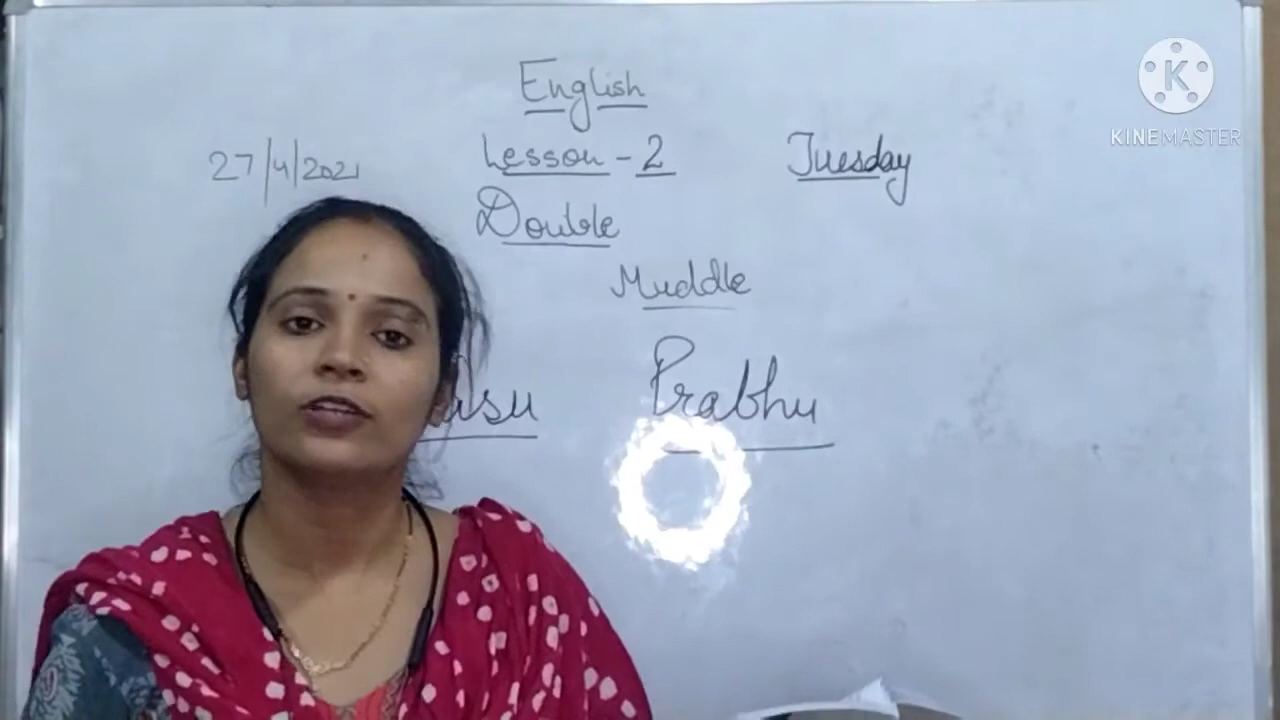 English
27/4/2021 Lesson - 2 Tuesday
Double
Muddle
Prabhu
K
KINEMASTER